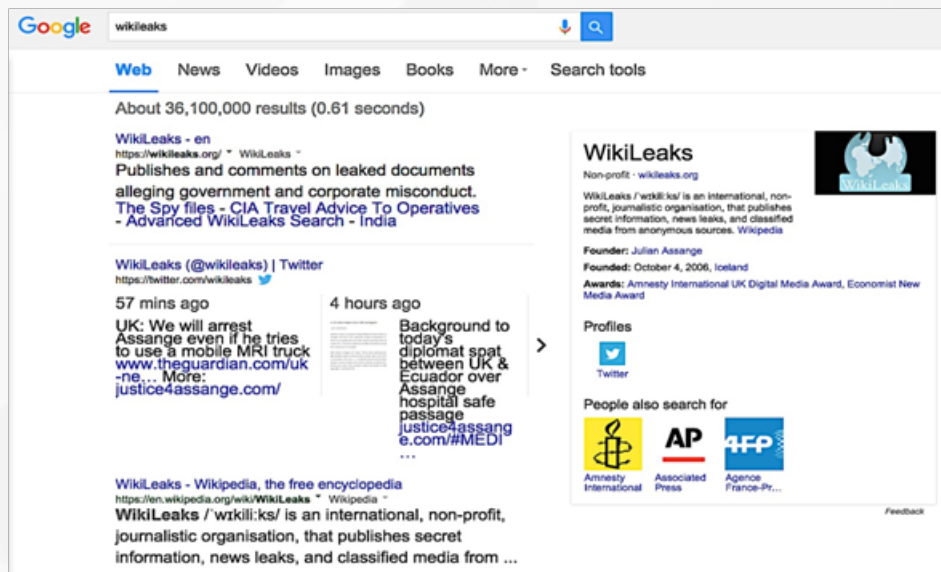 Google
wikileaks
Web News Videos Images Books More Search tools
About 36,100,000 results (0.61 seconds)
WikiLeaks - en
https://wikileaks.org/ WikiLeaks
Publishes and comments on leaked documents
alleging government and corporate misconduct.
The Spy files - CIA Travel Advice To Operatives
- Advanced WikiLeaks Search - India
WikiLeaks (@wikileaks) | Twitter
https://twitter.com/wikileaks
57 mins ago
UK: We will arrest
Assange even if he tries
to use a mobile MRI truck
www.theguardian.com/uk
-ne... More:
justice4assange.com/
4 hours ago
Background to
today's
diplomat spat
between UK &
Ecuador over
Assange
hospital safe
passage
justice4assang
e.com/#MEDI
...
WikiLeaks - Wikipedia, the free encyclopedia
https://en.wikipedia.org/wiki/WikiLeaks Wikipedia
WikiLeaks /ˈwɪkiliːks/ is an international, non-profit,
journalistic organisation, that publishes secret
information, news leaks, and classified media from ...
WikiLeaks
Non-profit · wikileaks.org
WikiLeaks
WikiLeaks /ˈwɪkiliːks/ is an international, non-
profit, journalistic organisation, that publishes
secret information, news leaks, and classified
media from anonymous sources. Wikipedia
Founder: Julian Assange
Founded: October 4, 2006, Iceland
Awards: Amnesty International UK Digital Media Award, Economist New
Media Award
Profiles
Twitter
People also search for
AP
AFP
Amnesty
International
Associated
Press
Agence
France-Pr...
Feedback